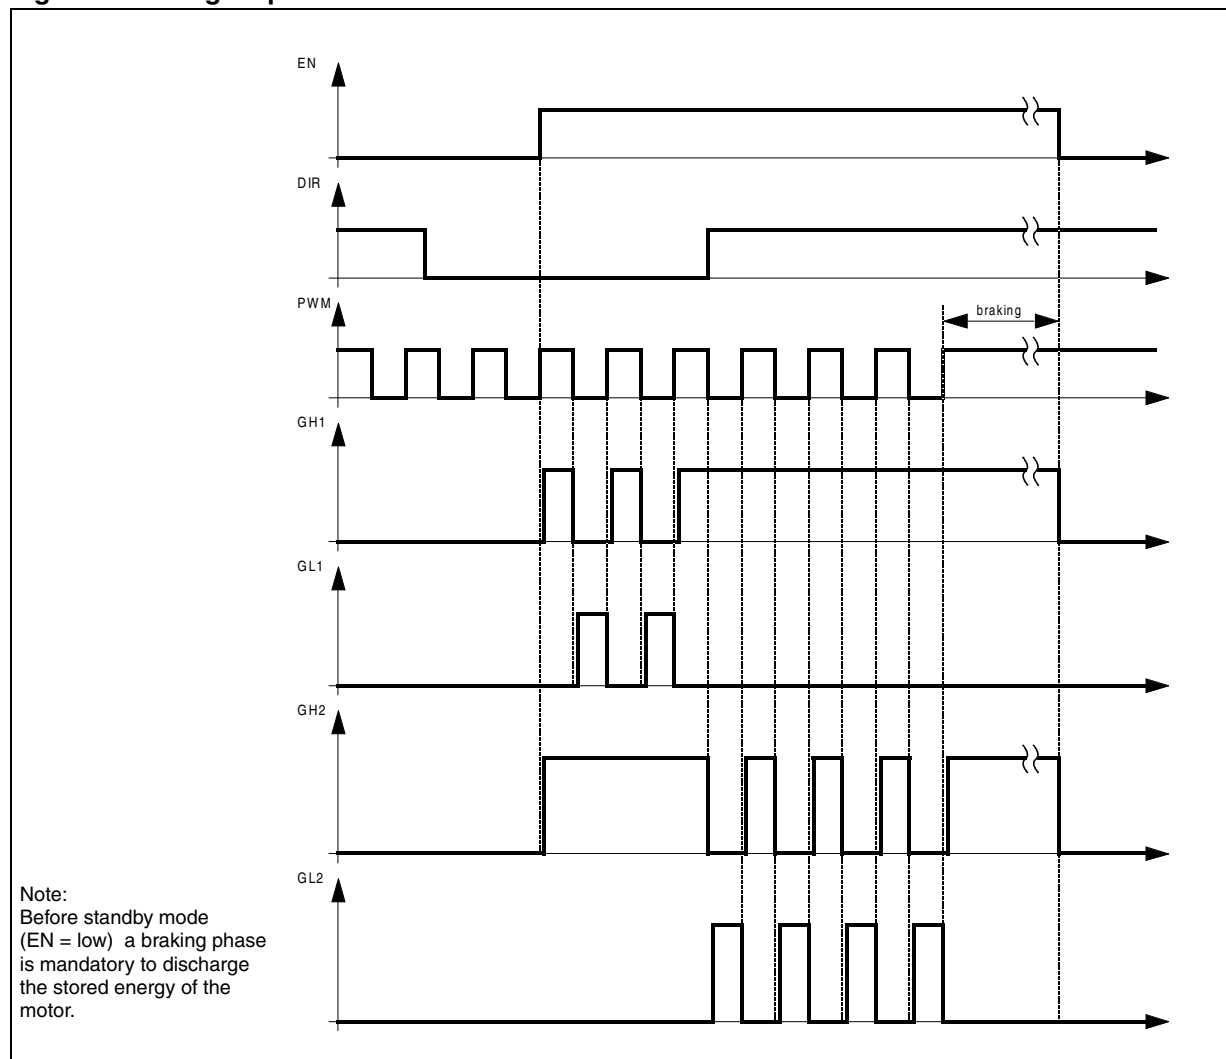 EN
DIR
PWM
braking
GH1
GL1
GH2
GL2
Note:
Before standby mode
(EN = low) a braking phase
is mandatory to discharge
the stored energy of the
motor.